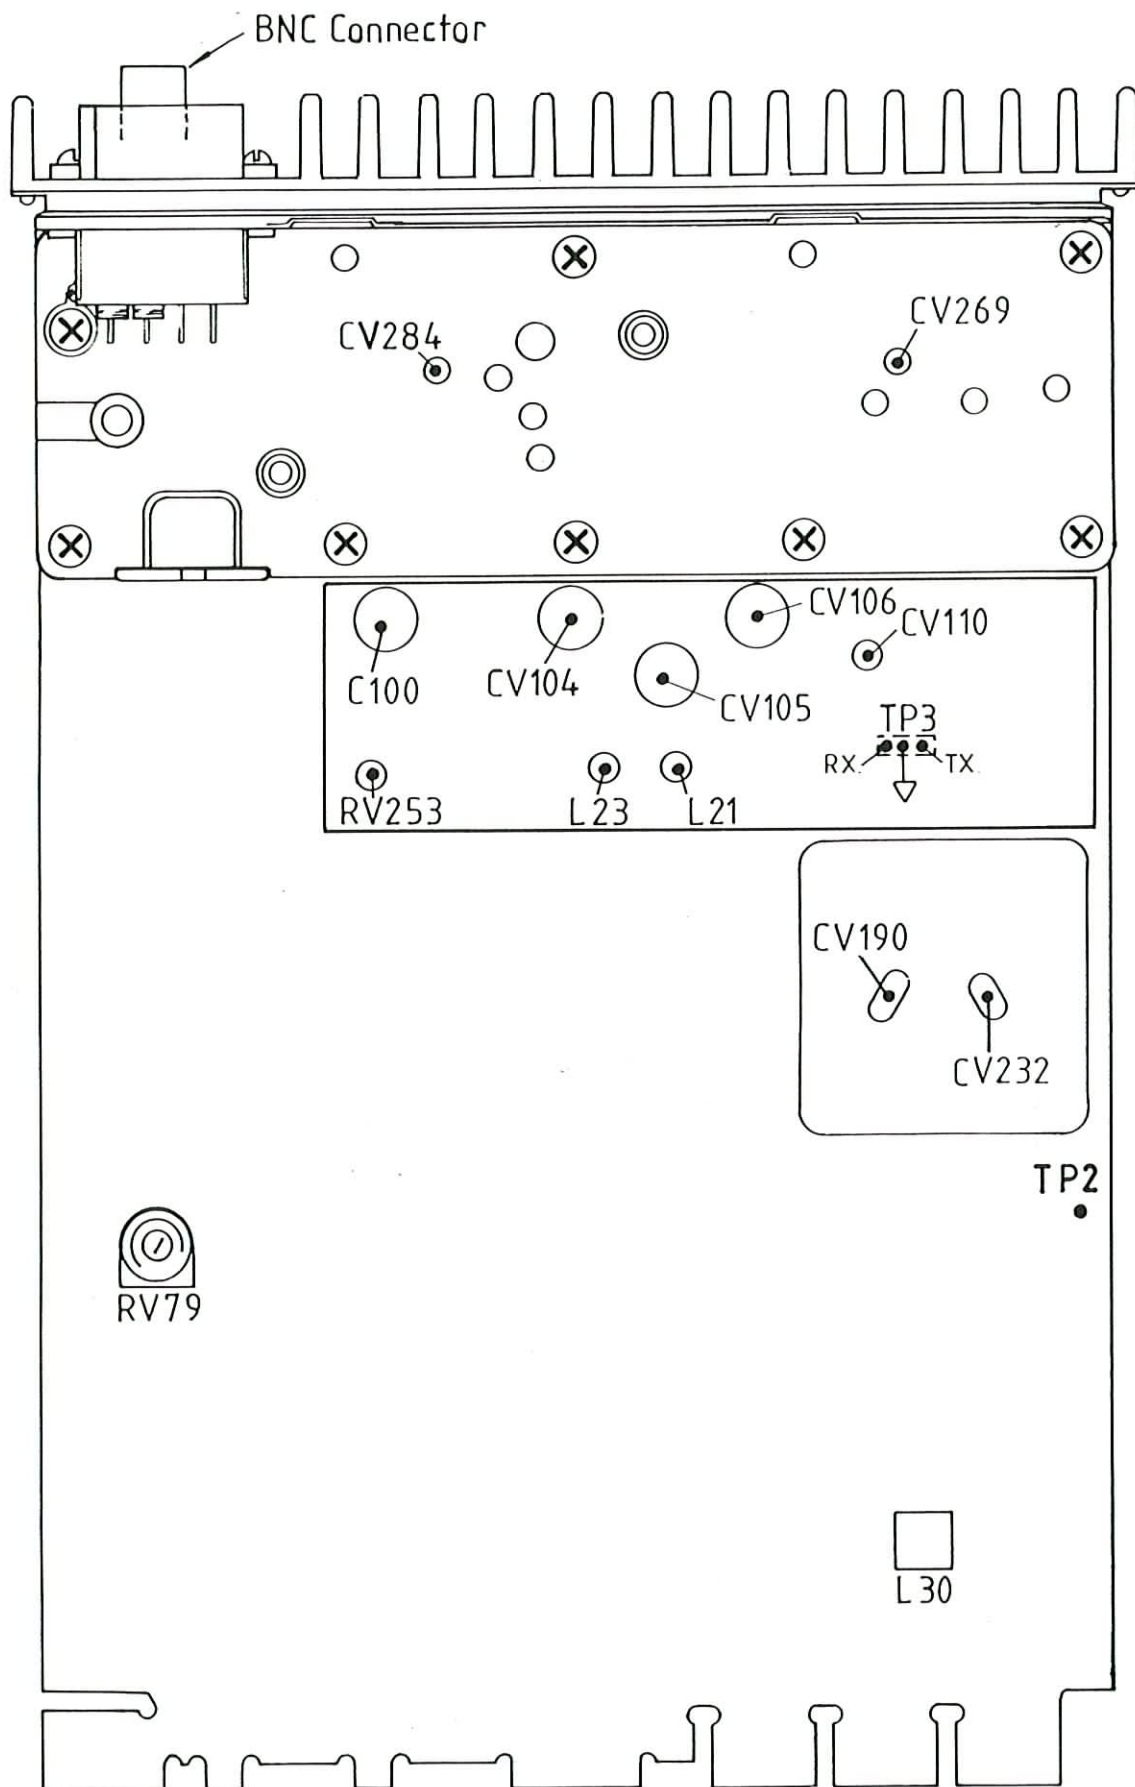 BNC Connector
CV284
CV269
C100
CV104
CV106
CV110
CV105
TP3
RX.
TX.
RV253
L23
L21
CV190
CV232
TP2
RV79
L30